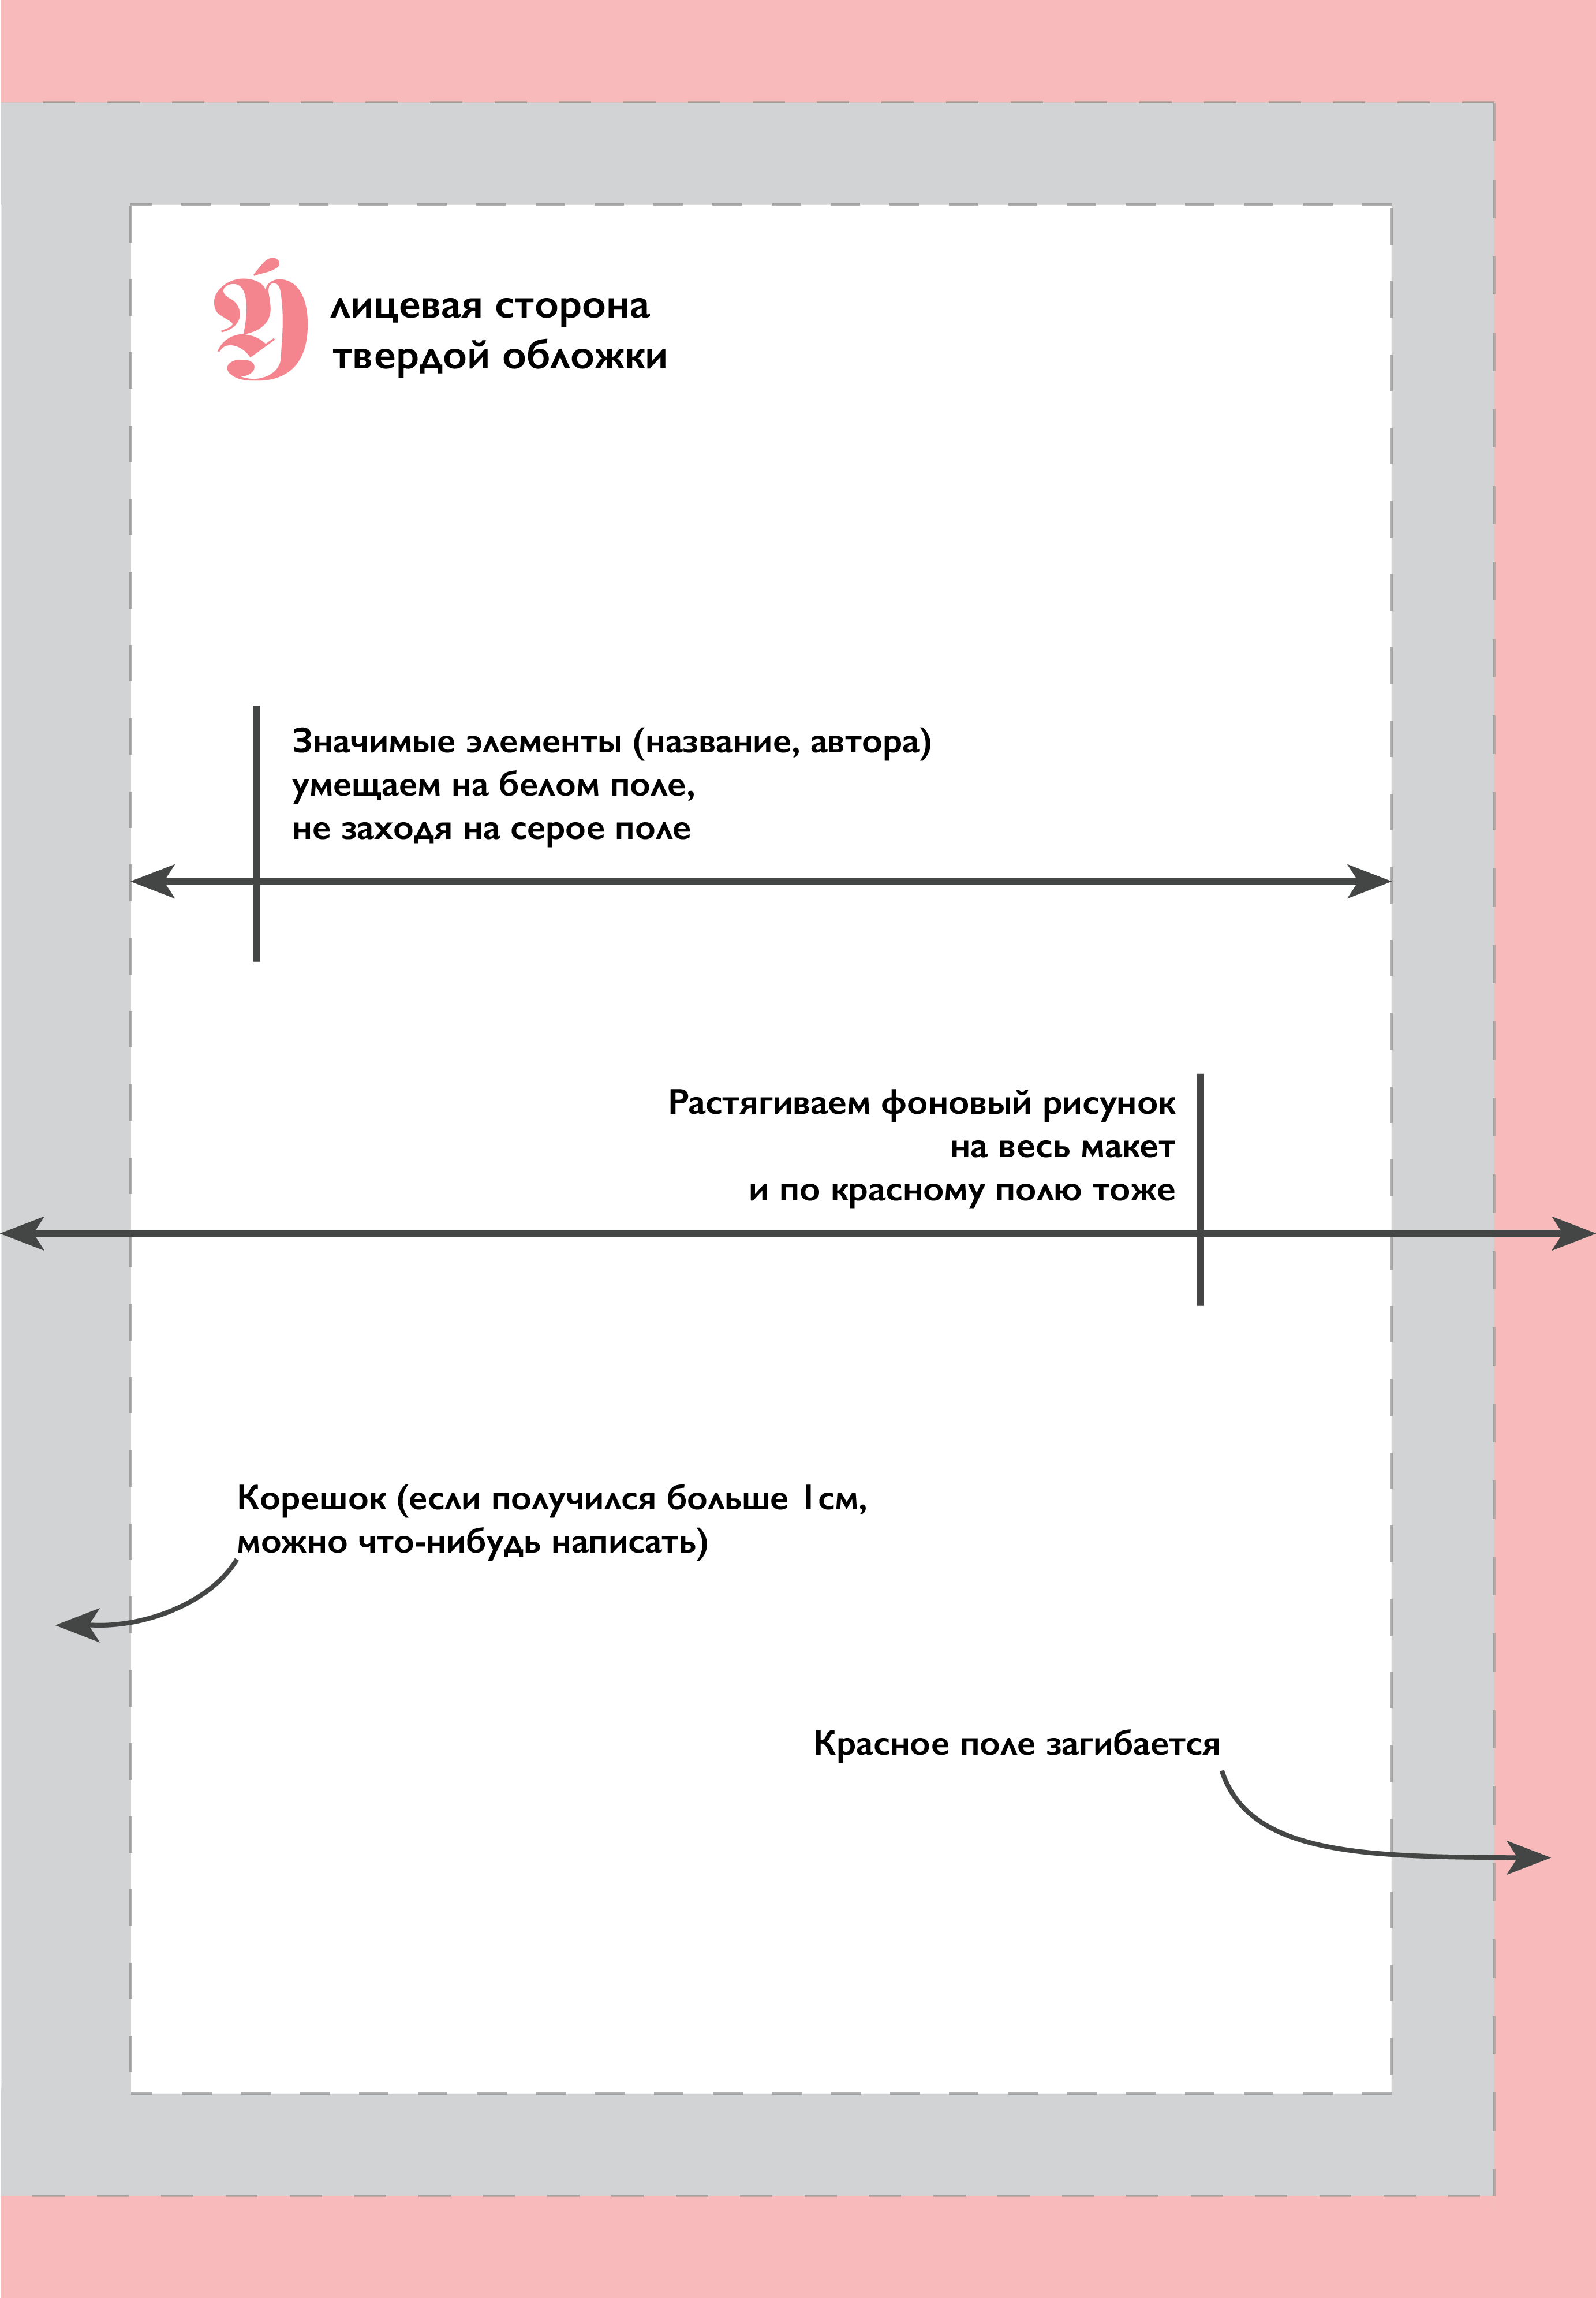 лицевая сторона
твердой обложки
Значимые элементы (название, автора)
умещаем на белом поле,
не заходя на серое поле
Растягиваем фоновый рисунок
на весь макет
и по красному полю тоже
Корешок (если получился больше 1см,
можно что-нибудь написать)
Красное поле загибается